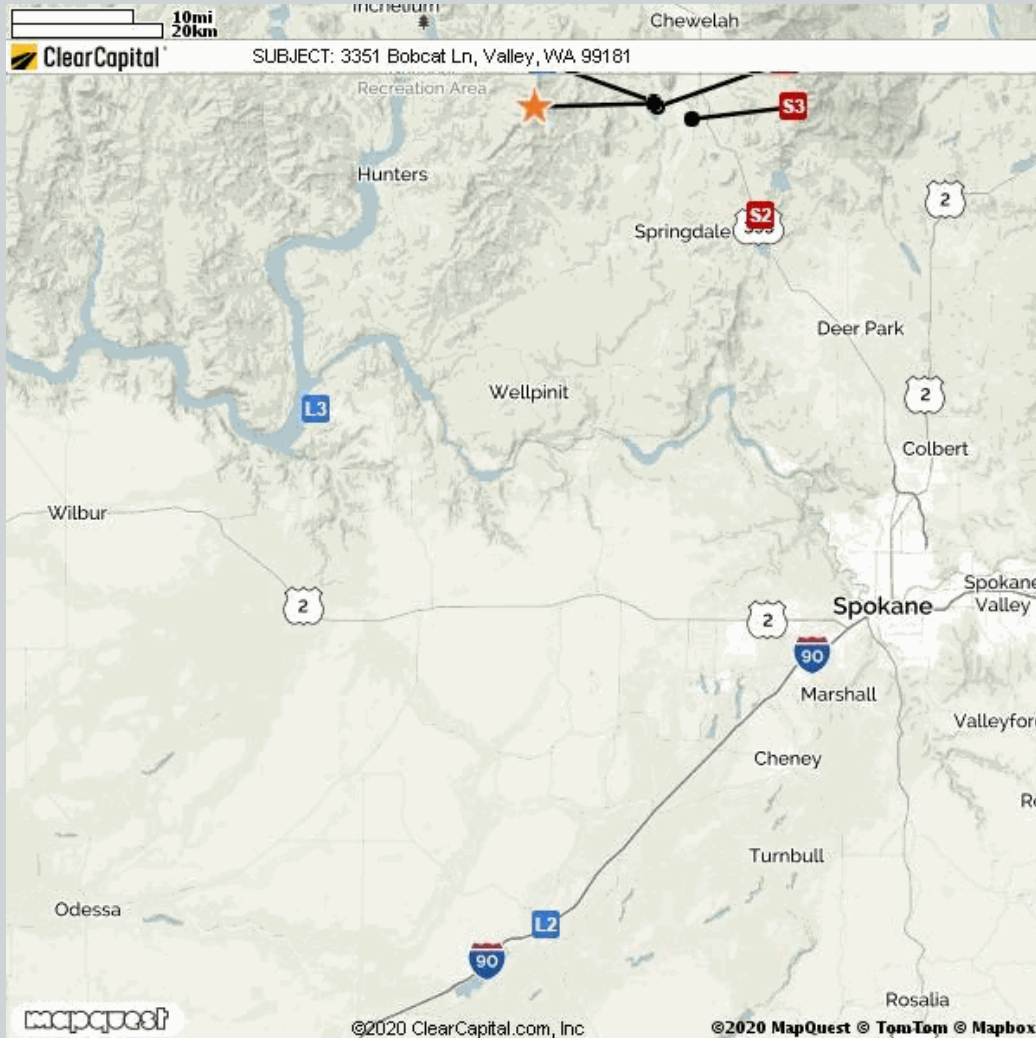 10mi
20km
Inchelium
Chewelah
ClearCapital
SUBJECT: 3351 Bobcat Ln, Valley, WA 99181
National
Recreation Area
S3
Hunters
2
S2
Springdale
Deer Park
Wellpinit
2
L3
Colbert
Wilbur
Spokane
Valley
2
Spokane
2
90
Marshall
Valleyfor
Cheney
R
Turnbull
Odessa
L2
90
Rosalia
mapquest
©2020 ClearCapital.com, Inc
©2020 MapQuest © TomTom © Mapbox